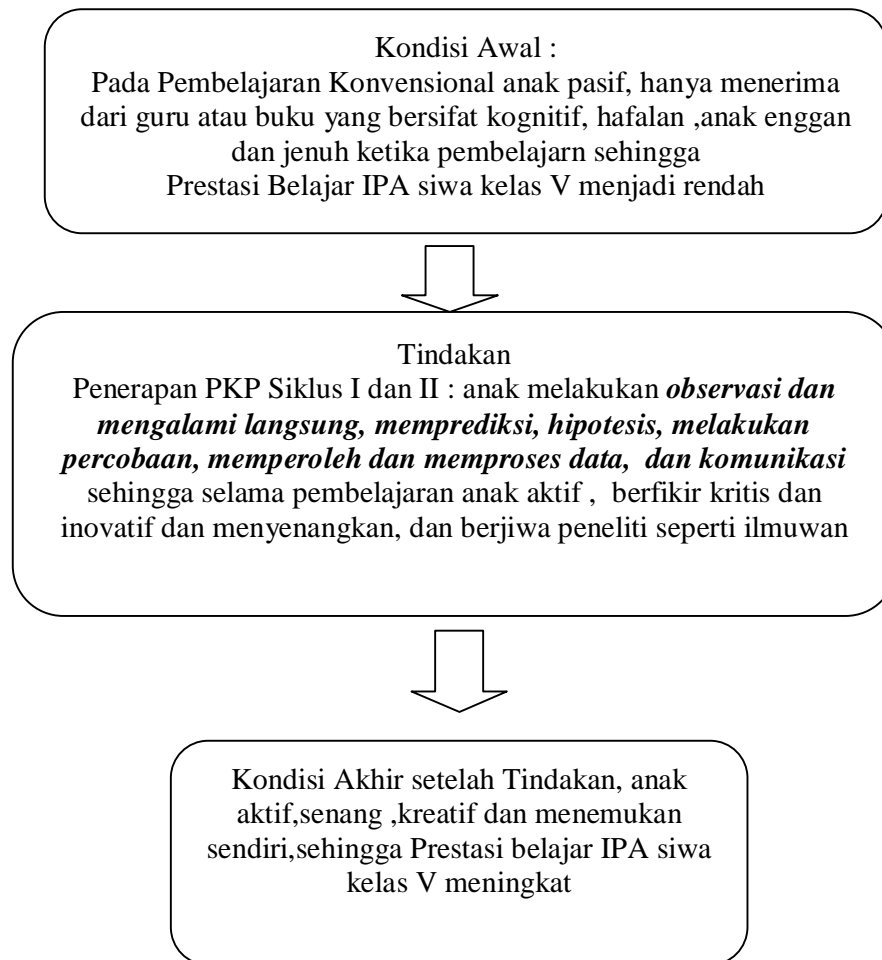 Kondisi Awal :
Pada Pembelajaran Konvensional anak pasif, hanya menerima
dari guru atau buku yang bersifat kognitif, hafalan ,anak enggan
dan jenuh ketika pembelajarn sehingga
Prestasi Belajar IPA siwa kelas V menjadi rendah
Tindakan
Penerapan PKP Siklus I dan II : anak melakukan observasi dan
mengalami langsung, memprediksi, hipotesis, melakukan
percobaan, memperoleh dan memproses data, dan komunikasi
sehingga selama pembelajaran anak aktif , berfikir kritis dan
inovatif dan menyenangkan, dan berjiwa peneliti seperti ilmuwan
Kondisi Akhir setelah Tindakan, anak
aktif,senang ,kreatif dan menemukan
sendiri,sehingga Prestasi belajar IPA siwa
kelas V meningkat